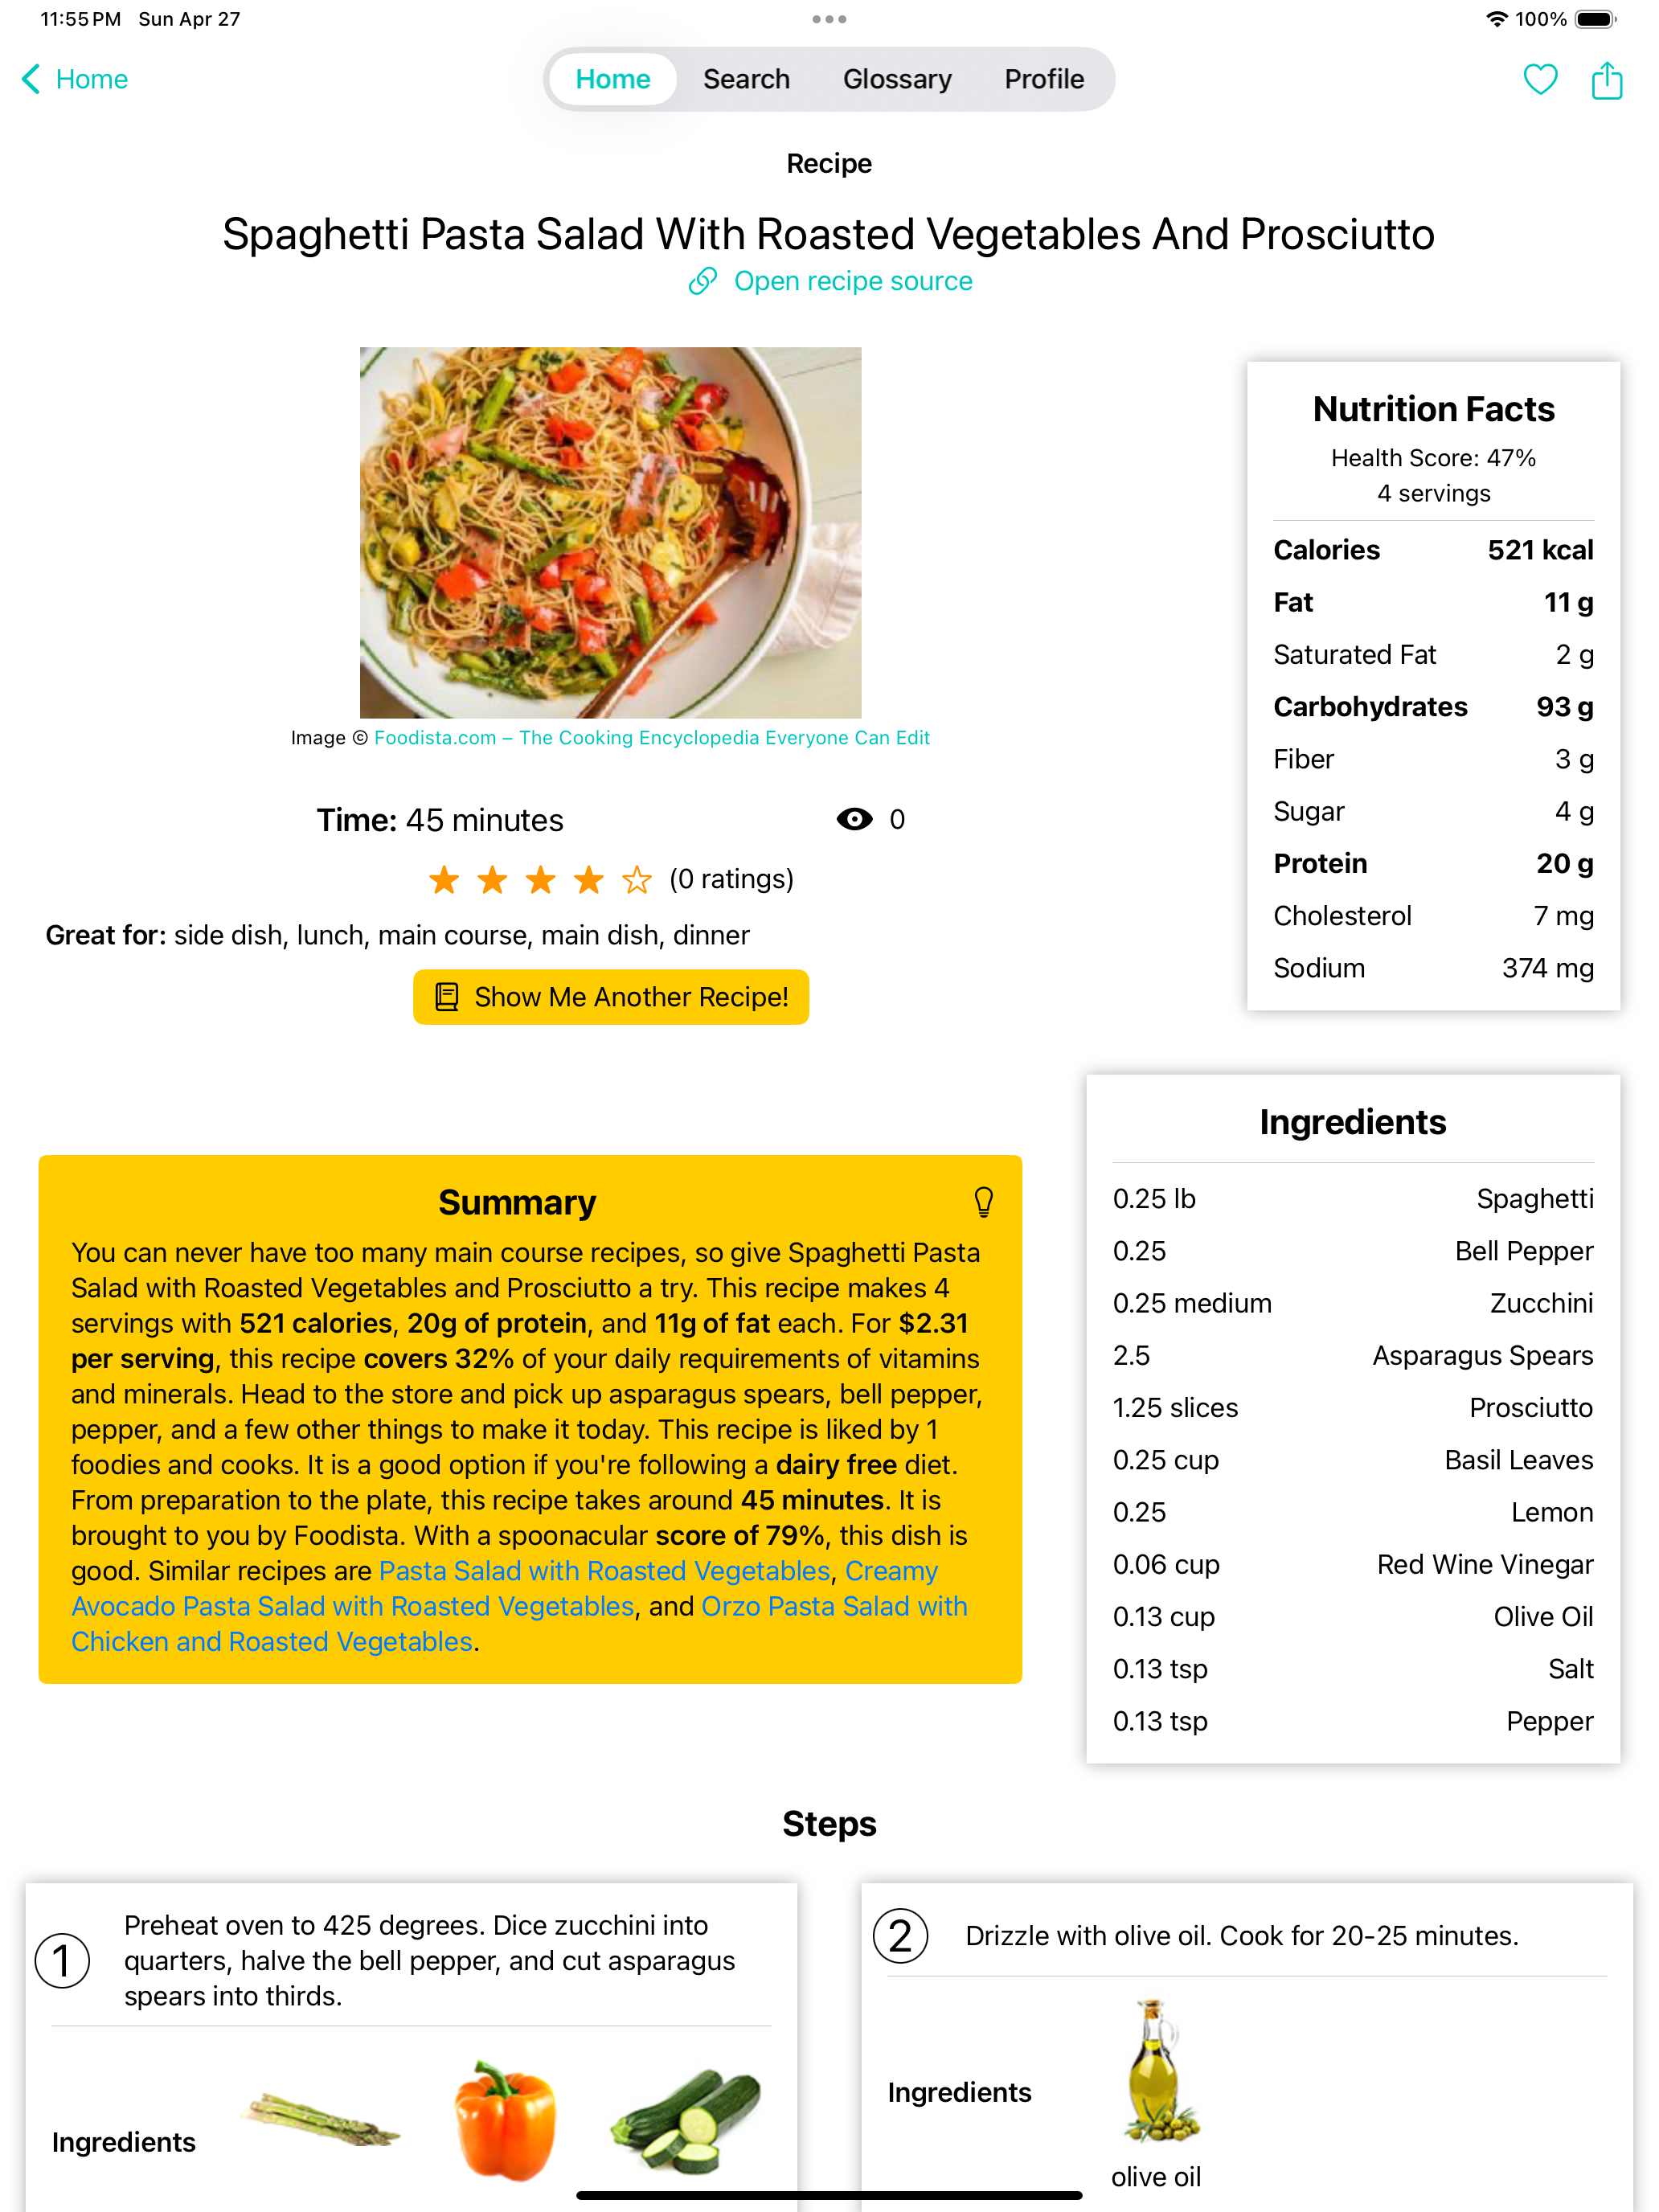 11:55 PM Sun Apr 27
100%
Home
Home Search Glossary Profile
Recipe
Spaghetti Pasta Salad With Roasted Vegetables And Prosciutto
Open recipe source
Image © Foodista.com – The Cooking Encyclopedia Everyone Can Edit
Time: 45 minutes
0
(0 ratings)
Great for: side dish, lunch, main course, main dish, dinner
Show Me Another Recipe!
Nutrition Facts
Health Score: 47%
4 servings
Calories 521 kcal
Fat 11 g
Saturated Fat 2 g
Carbohydrates 93 g
Fiber 3 g
Sugar 4 g
Protein 20 g
Cholesterol 7 mg
Sodium 374 mg
Summary
You can never have too many main course recipes, so give Spaghetti Pasta
Salad with Roasted Vegetables and Prosciutto a try. This recipe makes 4
servings with 521 calories, 20g of protein, and 11g of fat each. For $2.31
per serving, this recipe covers 32% of your daily requirements of vitamins
and minerals. Head to the store and pick up asparagus spears, bell pepper,
pepper, and a few other things to make it today. This recipe is liked by 1
foodies and cooks. It is a good option if you're following a dairy free diet.
From preparation to the plate, this recipe takes around 45 minutes. It is
brought to you by Foodista. With a spoonacular score of 79%, this dish is
good. Similar recipes are Pasta Salad with Roasted Vegetables, Creamy
Avocado Pasta Salad with Roasted Vegetables, and Orzo Pasta Salad with
Chicken and Roasted Vegetables.
Ingredients
0.25 lb Spaghetti
0.25 Bell Pepper
0.25 medium Zucchini
2.5 Asparagus Spears
1.25 slices Prosciutto
0.25 cup Basil Leaves
0.25 Lemon
0.06 cup Red Wine Vinegar
0.13 cup Olive Oil
0.13 tsp Salt
0.13 tsp Pepper
Steps
1
Preheat oven to 425 degrees. Dice zucchini into
quarters, halve the bell pepper, and cut asparagus
spears into thirds.
Ingredients
2
Drizzle with olive oil. Cook for 20-25 minutes.
Ingredients
olive oil